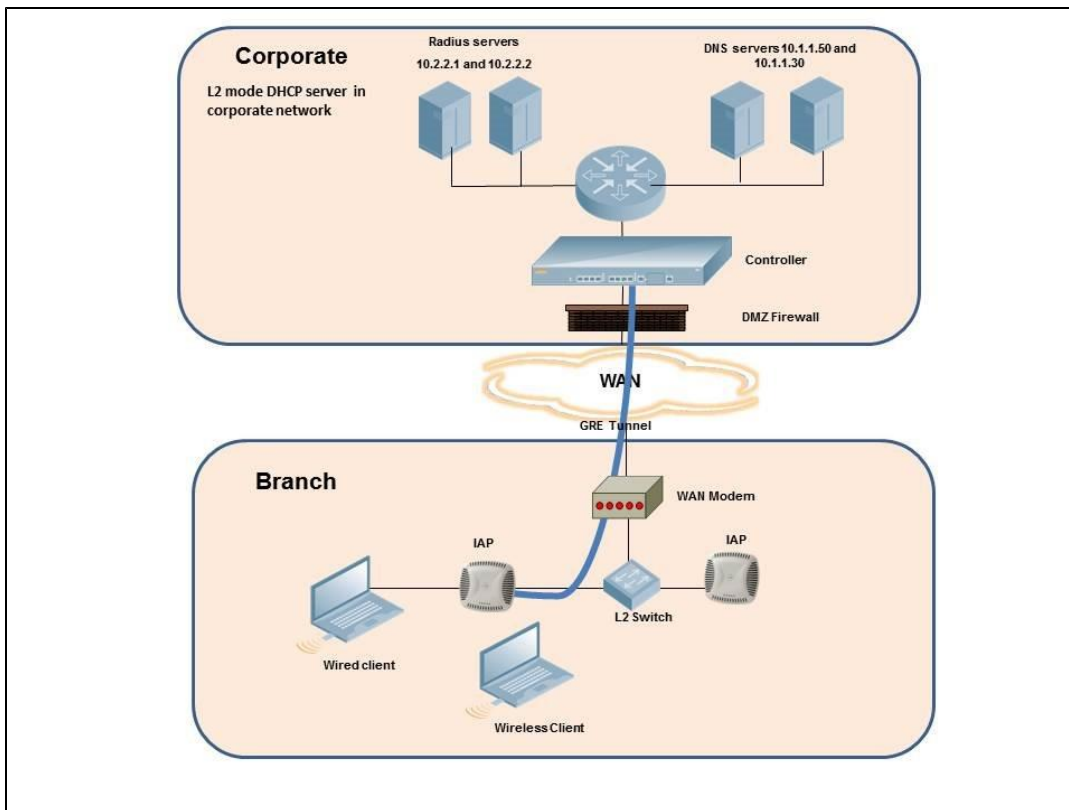 Corporate
L2 mode DHCP server in
corporate network
Radius servers
10.2.2.1 and 10.2.2.2
DNS servers 10.1.1.50 and
10.1.1.30
Controller
DMZ Firewall
WAN
GRE Tunnel
Branch
WAN Modem
IAP
IAP
L2 Switch
Wired client
Wireless Client